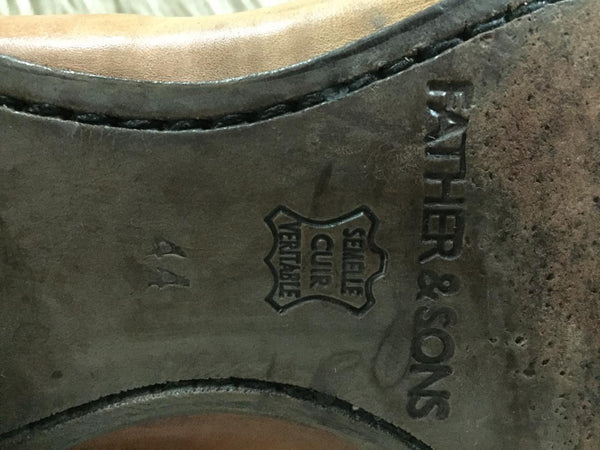 FATHER & SONS
SEMELLE
CUIR
VERITABLE
44